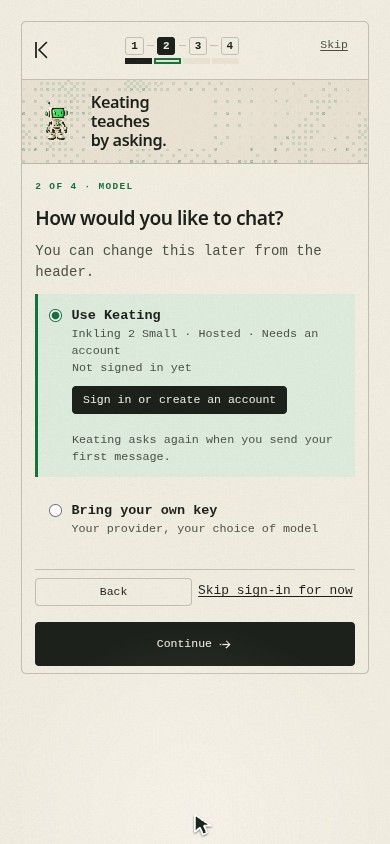 1 2 3 4
Skip
Keating
teaches
by asking.
2 OF 4 · MODEL
How would you like to chat?
You can change this later from the
header.
Use Keating
Inkling 2 Small · Hosted · Needs an
account
Not signed in yet
Sign in or create an account
Keating asks again when you send your
first message.
Bring your own key
Your provider, your choice of model
Back
Skip sign-in for now
Continue →